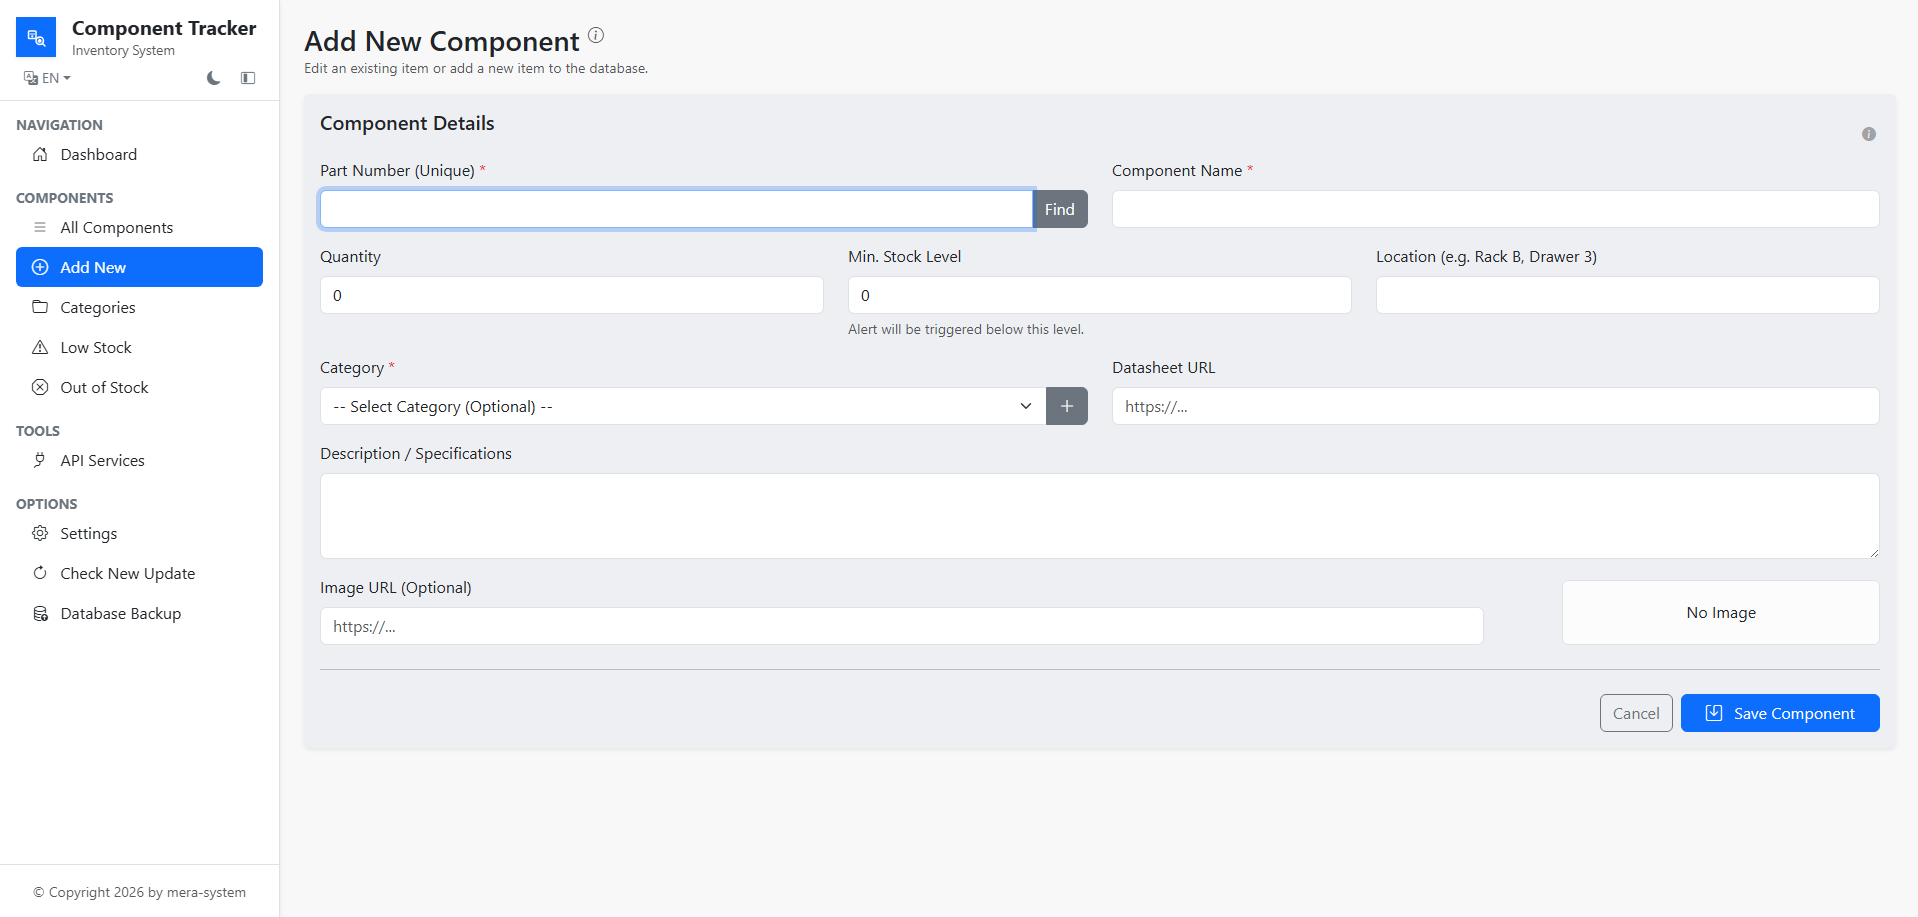 Component Tracker
Inventory System
EN
NAVIGATION
Dashboard
COMPONENTS
All Components
Add New
Categories
Low Stock
Out of Stock
TOOLS
API Services
OPTIONS
Settings
Check New Update
Database Backup
© Copyright 2026 by mera-system
Add New Component
Edit an existing item or add a new item to the database.
Component Details
Part Number (Unique) *
Find
Component Name *
Quantity
0
Min. Stock Level
0
Alert will be triggered below this level.
Location (e.g. Rack B, Drawer 3)
Category *
-- Select Category (Optional) --
+
Datasheet URL
https://...
Description / Specifications
Image URL (Optional)
https://...
No Image
Cancel
Save Component